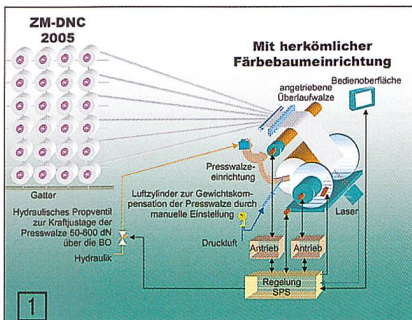 ZM-DNC
2005
Mit herkömlicher
Färbebaumeinrichtung
angetriebene
Überlaufwalze
Bedienoberfläche
Presswalzen-
einrichtung
Gatter
Luftzylinder zur Gewichtskom-
pensation der Presswalze durch
manuelle Einstellung
Laser
Hydraulisches Propventil
zur Kraftjustage der
Presswalze 50-600 dN
über die BO
Druckluft
Hydraulik
Antrieb
Antrieb
Regelung
SPS
1